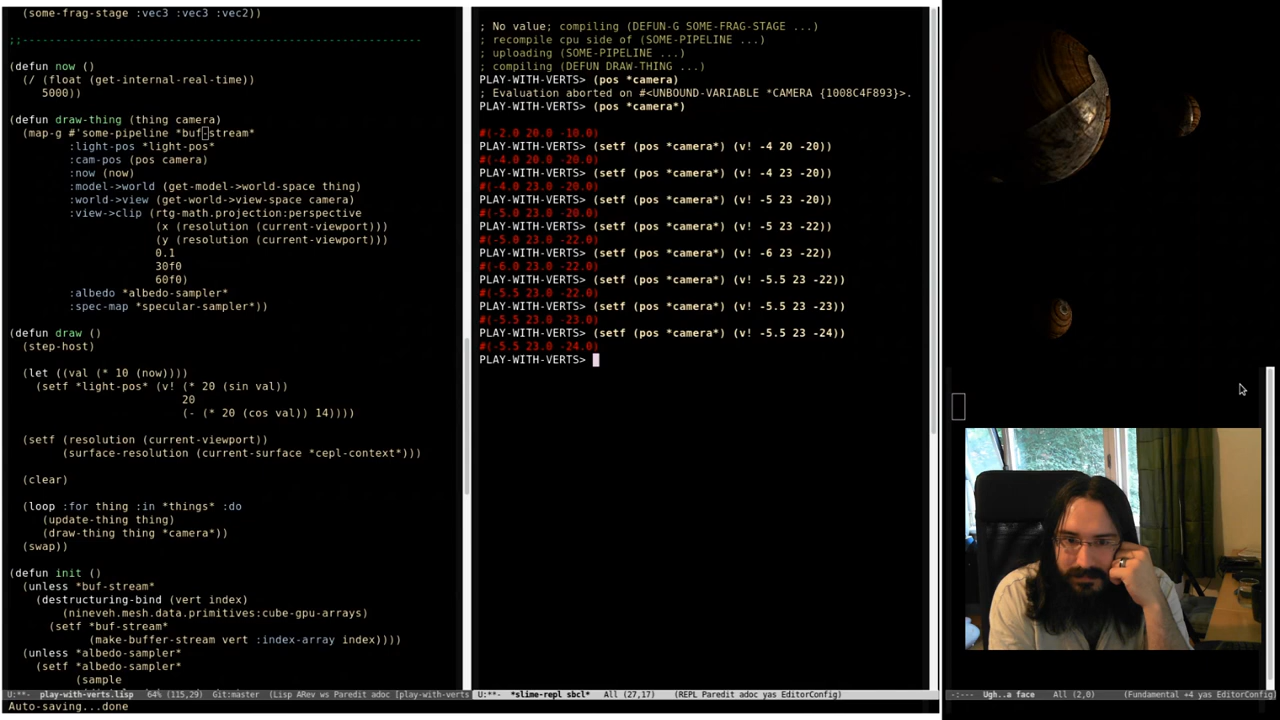 (some-frag-stage :vec3 :vec3 :vec2))
;;------------------------------------------------------------
(defun now ()
(/ (float (get-internal-real-time))
5000))
(defun draw-thing (thing camera)
(map-g #'some-pipeline *buf-stream*
:light-pos *light-pos*
:cam-pos (pos camera)
:now (now)
:model->world (get-model->world-space thing)
:world->view (get-world->view-space camera)
:view->clip (rtg-math.projection:perspective
(x (resolution (current-viewport)))
(y (resolution (current-viewport)))
0.1
30f0
60f0)
:albedo *albedo-sampler*
:spec-map *specular-sampler*))
(defun draw ()
(step-host)
(let ((val (* 10 (now))))
(setf *light-pos* (v! (* 20 (sin val))
20
(- (* 20 (cos val)) 14))))
(setf (resolution (current-viewport))
(surface-resolution (current-surface *cepl-context*)))
(clear)
(loop :for thing :in *things* :do
(update-thing thing)
(draw-thing thing *camera*))
(swap))
(defun init ()
(unless *buf-stream*
(destructuring-bind (vert index)
(nineveh.mesh.data.primitives:cube-gpu-arrays)
(setf *buf-stream*
(make-buffer-stream vert :index-array index))))
(unless *albedo-sampler*
(setf *albedo-sampler*
(sample
U:**-  play-with-verts.lisp   64% (115,29)   Git:master  (Lisp ARev ws Paredit adoc [play-with-verts
Auto-saving...done
; No value; compiling (DEFUN-G SOME-FRAG-STAGE ...)
; recompile cpu side of (SOME-PIPELINE ...)
; uploading (SOME-PIPELINE ...)
; compiling (DEFUN DRAW-THING ...)
PLAY-WITH-VERTS> (pos *camera)
; Evaluation aborted on #<UNBOUND-VARIABLE *CAMERA {1008C4F893}>.
PLAY-WITH-VERTS> (pos *camera*)
#(-2.0 20.0 -10.0)
PLAY-WITH-VERTS> (setf (pos *camera*) (v! -4 20 -20))
#(-4.0 20.0 -20.0)
PLAY-WITH-VERTS> (setf (pos *camera*) (v! -4 23 -20))
#(-4.0 23.0 -20.0)
PLAY-WITH-VERTS> (setf (pos *camera*) (v! -5 23 -20))
#(-5.0 23.0 -20.0)
PLAY-WITH-VERTS> (setf (pos *camera*) (v! -5 23 -22))
#(-5.0 23.0 -22.0)
PLAY-WITH-VERTS> (setf (pos *camera*) (v! -6 23 -22))
#(-6.0 23.0 -22.0)
PLAY-WITH-VERTS> (setf (pos *camera*) (v! -5.5 23 -22))
#(-5.5 23.0 -22.0)
PLAY-WITH-VERTS> (setf (pos *camera*) (v! -5.5 23 -23))
#(-5.5 23.0 -23.0)
PLAY-WITH-VERTS> (setf (pos *camera*) (v! -5.5 23 -24))
#(-5.5 23.0 -24.0)
PLAY-WITH-VERTS>
U:**-  *slime-repl sbcl*   All (27,17)   (REPL Paredit adoc yas EditorConfig)
-:---  Ugh..a face   All (2,0)   (Fundamental +4 yas EditorConfig)